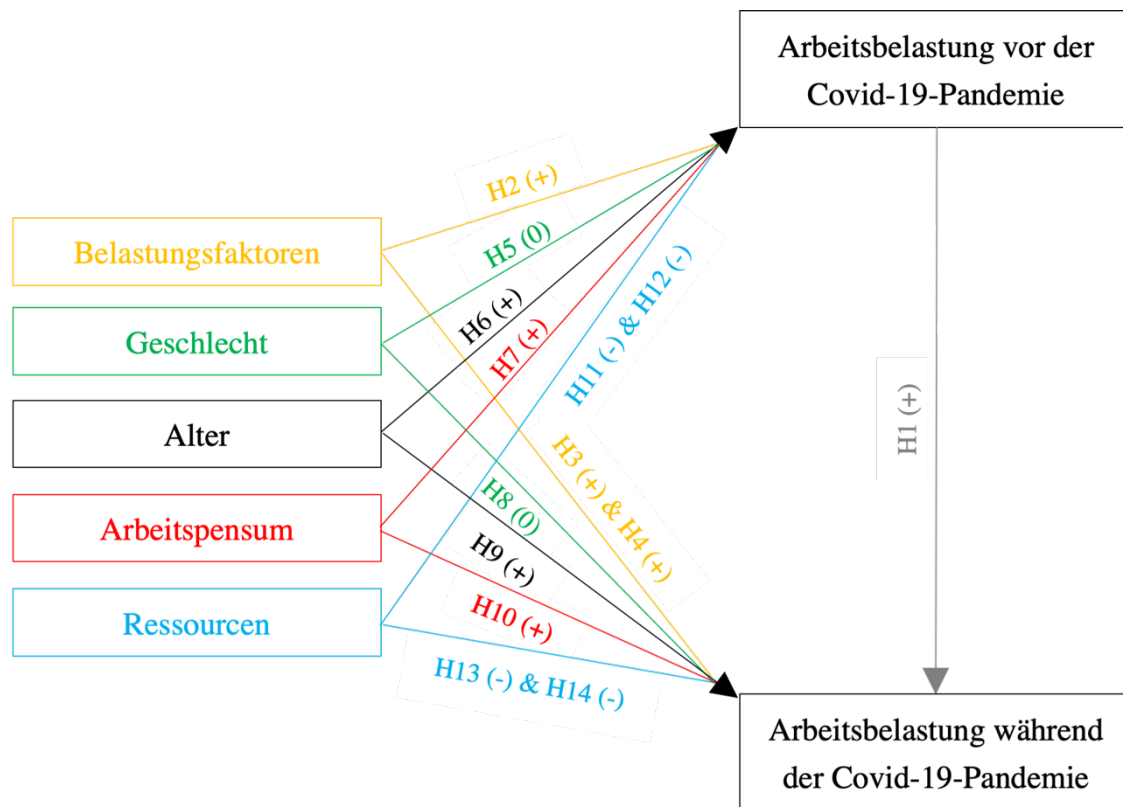 Arbeitsbelastung vor der
Covid-19-Pandemie
H2 (+)
Belastungsfaktoren
H5 (0)
Geschlecht
H6 (+)
H7 (+)
H11 (-) & H12 (-)
Alter
H1 (+)
H3 (+) & H4 (+)
H8 (0)
Arbeitspensum
H9 (+)
H10 (+)
Ressourcen
H13 (-) & H14 (-)
Arbeitsbelastung während
der Covid-19-Pandemie